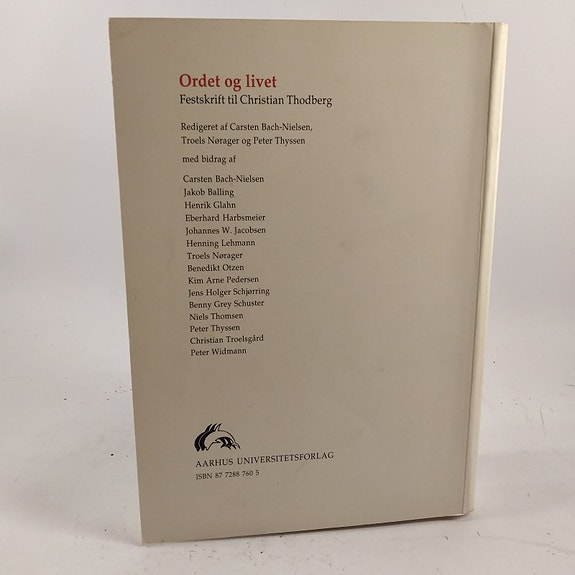 Ordet og livet
Festskrift til Christian Thodberg
Redigeret af Carsten Bach-Nielsen,
Troels Nørager og Peter Thyssen
med bidrag af
Carsten Bach-Nielsen
Jakob Balling
Henrik Glahn
Eberhard Harbsmeier
Johannes W. Jacobsen
Henning Lehmann
Troels Nørager
Benedikt Otzen
Kim Arne Pedersen
Jens Holger Schjørring
Benny Grey Schuster
Niels Thomsen
Peter Thyssen
Christian Troelsgård
Peter Widmann
AARHUS UNIVERSITETSFORLAG
ISBN 87 7288 760 5